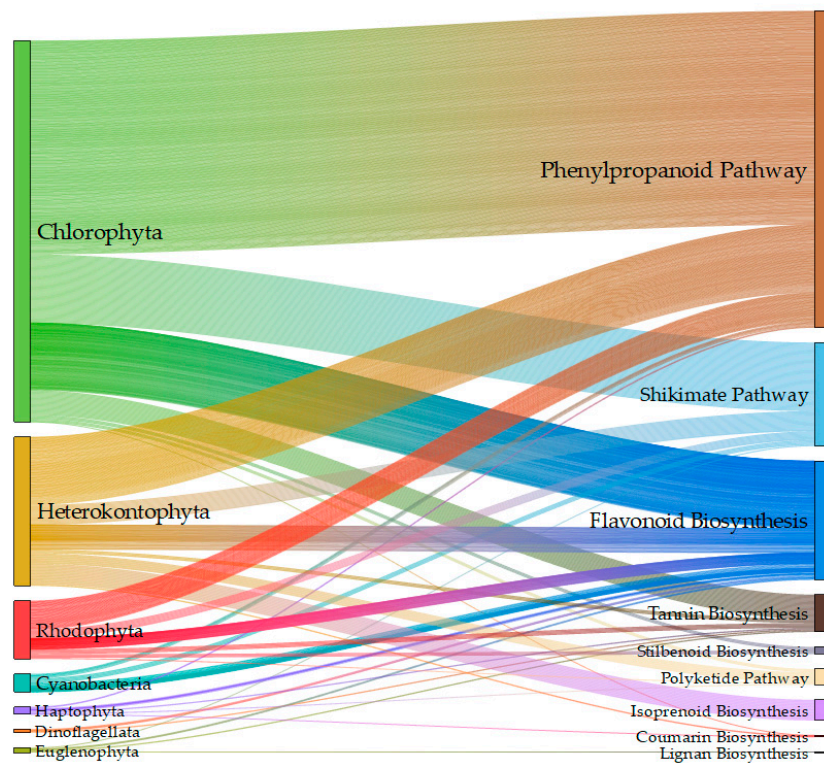 Chlorophyta
Heterokontophyta
Rhodophyta
Cyanobacteria
Haptophyta
Dinoflagellata
Euglenophyta
Phenylpropanoid Pathway
Shikimate Pathway
Flavonoid Biosynthesis
Tannin Biosynthesis
Stilbenoid Biosynthesis
Polyketide Pathway
Isoprenoid Biosynthesis
Coumarin Biosynthesis
Lignan Biosynthesis